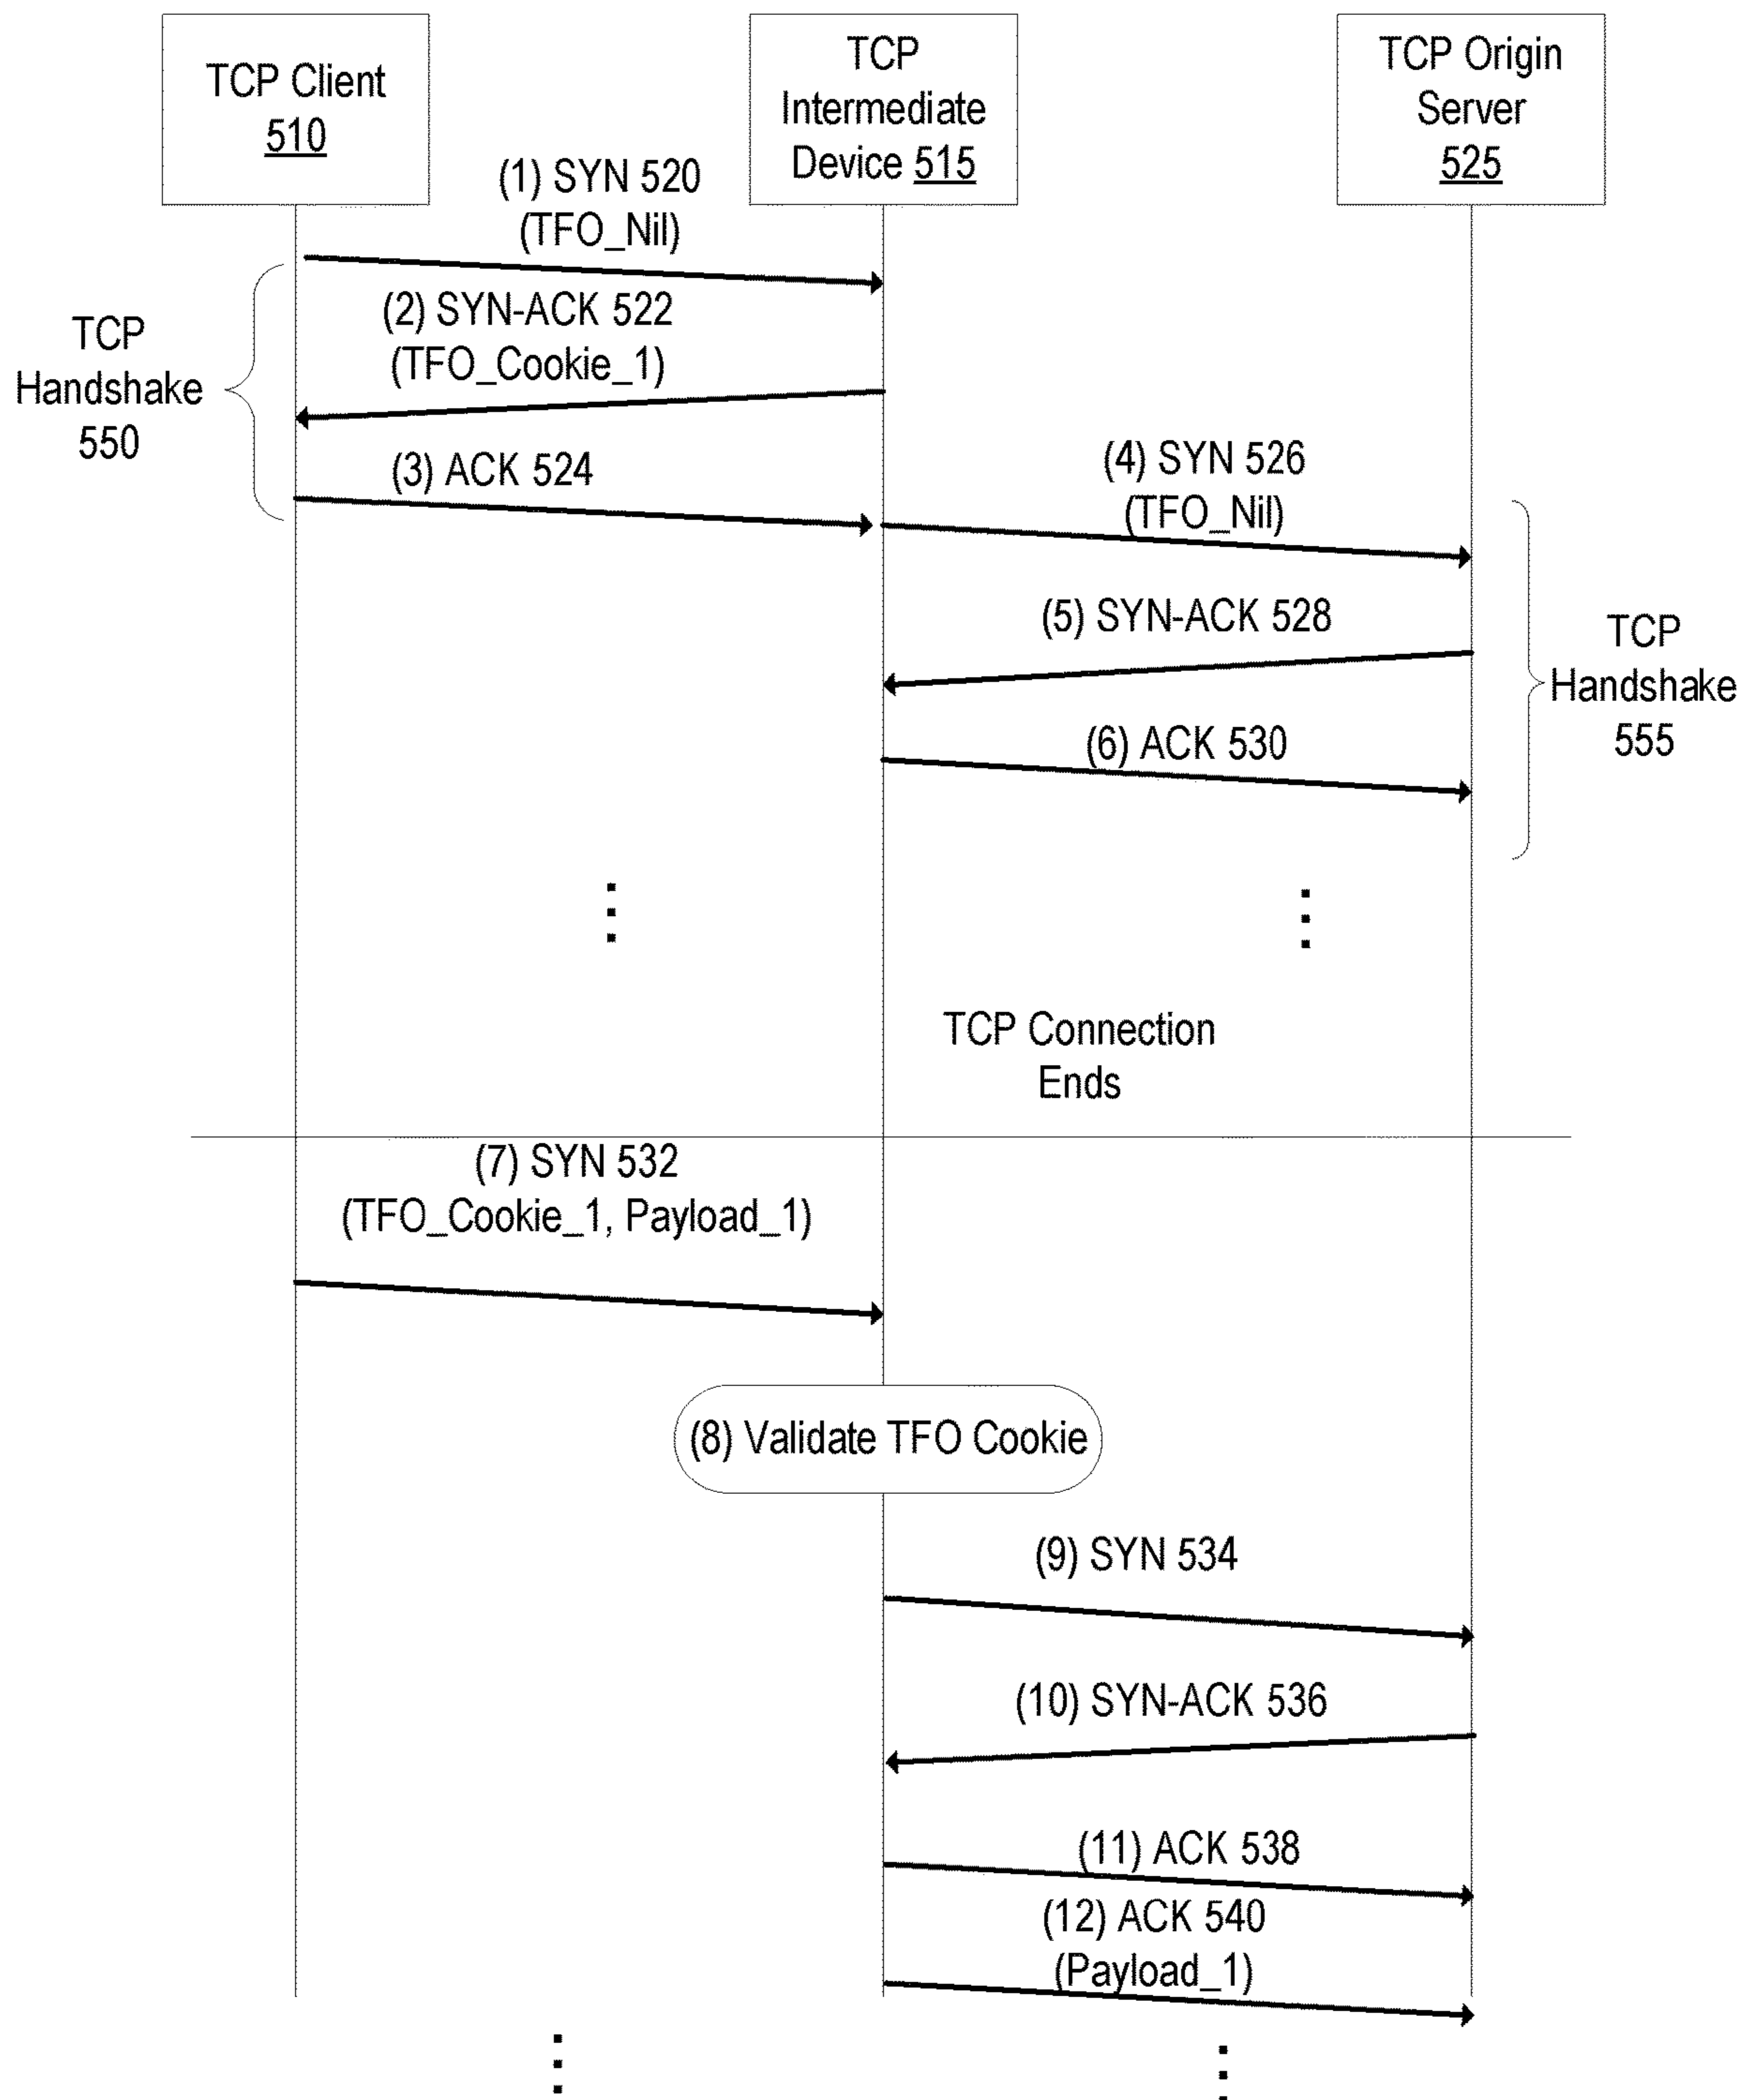 TCP Client
510
TCP
Intermediate
Device 515
TCP Origin
Server
525
(1) SYN 520
(TFO_Nil)
(2) SYN-ACK 522
(TFO_Cookie_1)
TCP
Handshake
550
(3) ACK 524
(4) SYN 526
(TFO_Nil)
(5) SYN-ACK 528
TCP
Handshake
555
(6) ACK 530
TCP Connection
Ends
(7) SYN 532
(TFO_Cookie_1, Payload_1)
(8) Validate TFO Cookie
(9) SYN 534
(10) SYN-ACK 536
(11) ACK 538
(12) ACK 540
(Payload_1)